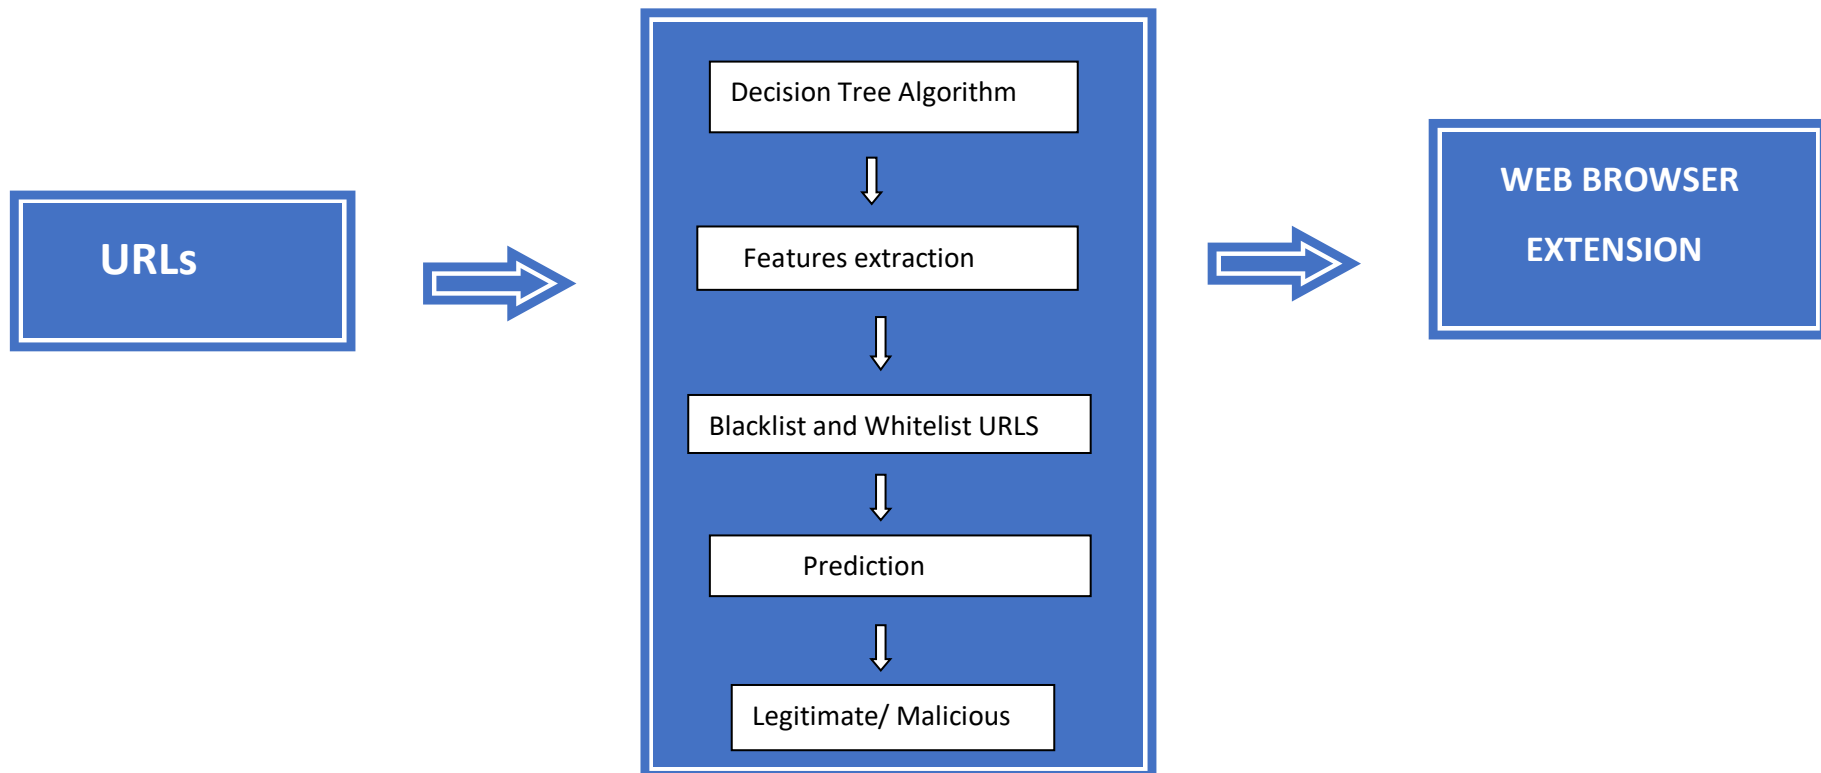 URLs
Decision Tree Algorithm
Features extraction
Blacklist and Whitelist URLS
Prediction
Legitimate/ Malicious
WEB BROWSER
EXTENSION